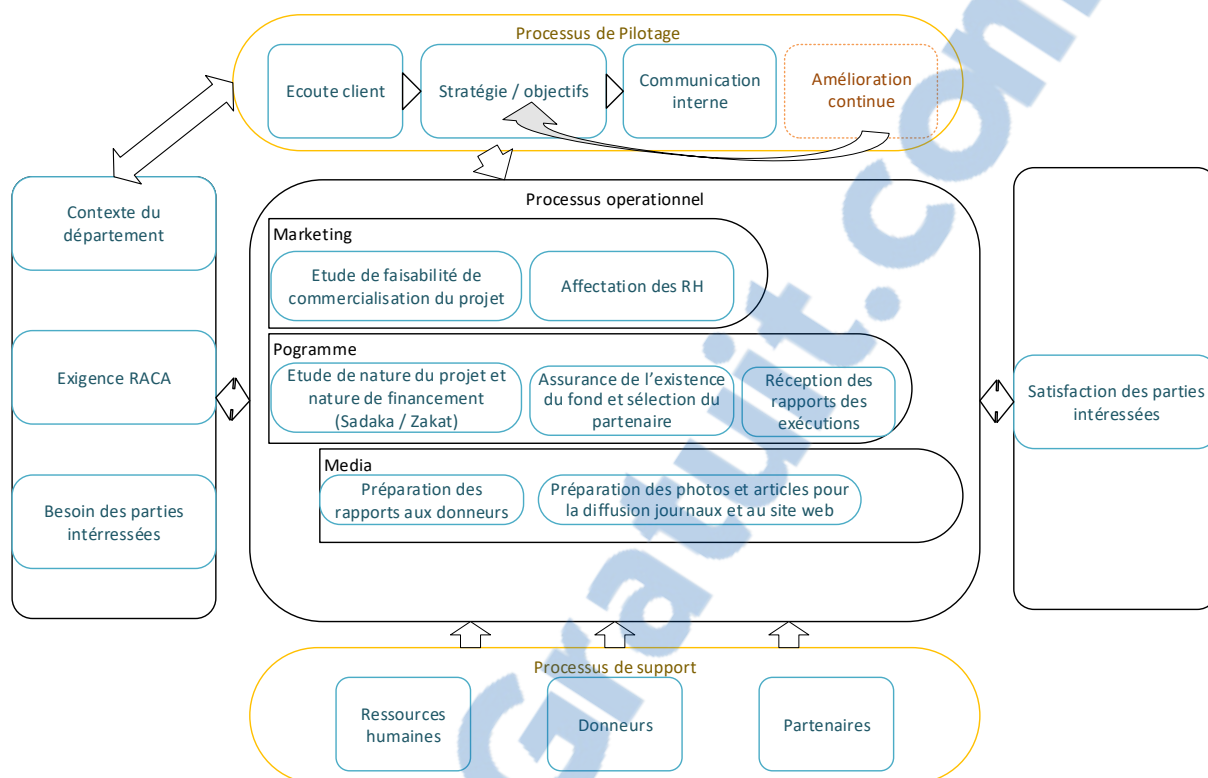 Processus de Pilotage
Ecoute client
Stratégie / objectifs
Communication
interne
Amélioration
continue
Contexte du
département
Exigence RACA
Besoin des parties
intérressées
Processus operationnel
Marketing
Etude de faisabilité de
commercialisation du projet
Affectation des RH
Pogramme
Etude de nature du projet et
nature de financement
(Sadaka / Zakat)
Assurance de l'existence
du fond et sélection du
partenaire
Réception des
rapports des
exécutions
Media
Préparation des
rapports aux donneurs
Préparation des photos et articles pour
la diffusion journaux et au site web
Satisfaction des parties
intéressées
Processus de support
Ressources
humaines
Donneurs
Partenaires
Gratuit.com